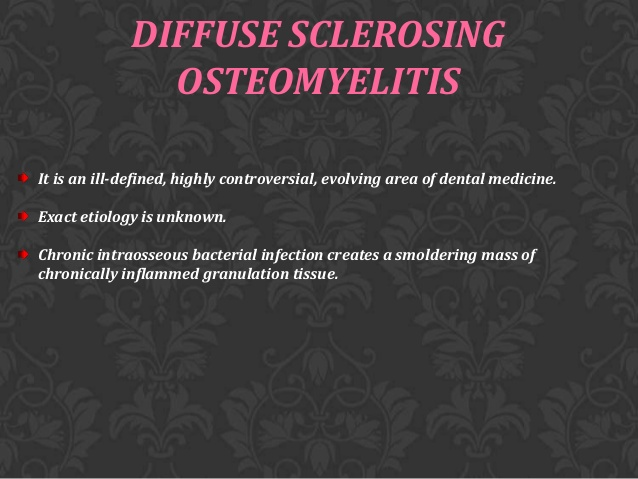 DIFFUSE SCLEROSING
OSTEOMYELITIS
It is an ill-defined, highly controversial, evolving area of dental medicine.
Exact etiology is unknown.
Chronic intraosseous bacterial infection creates a smoldering mass of
chronically inflammed granulation tissue.